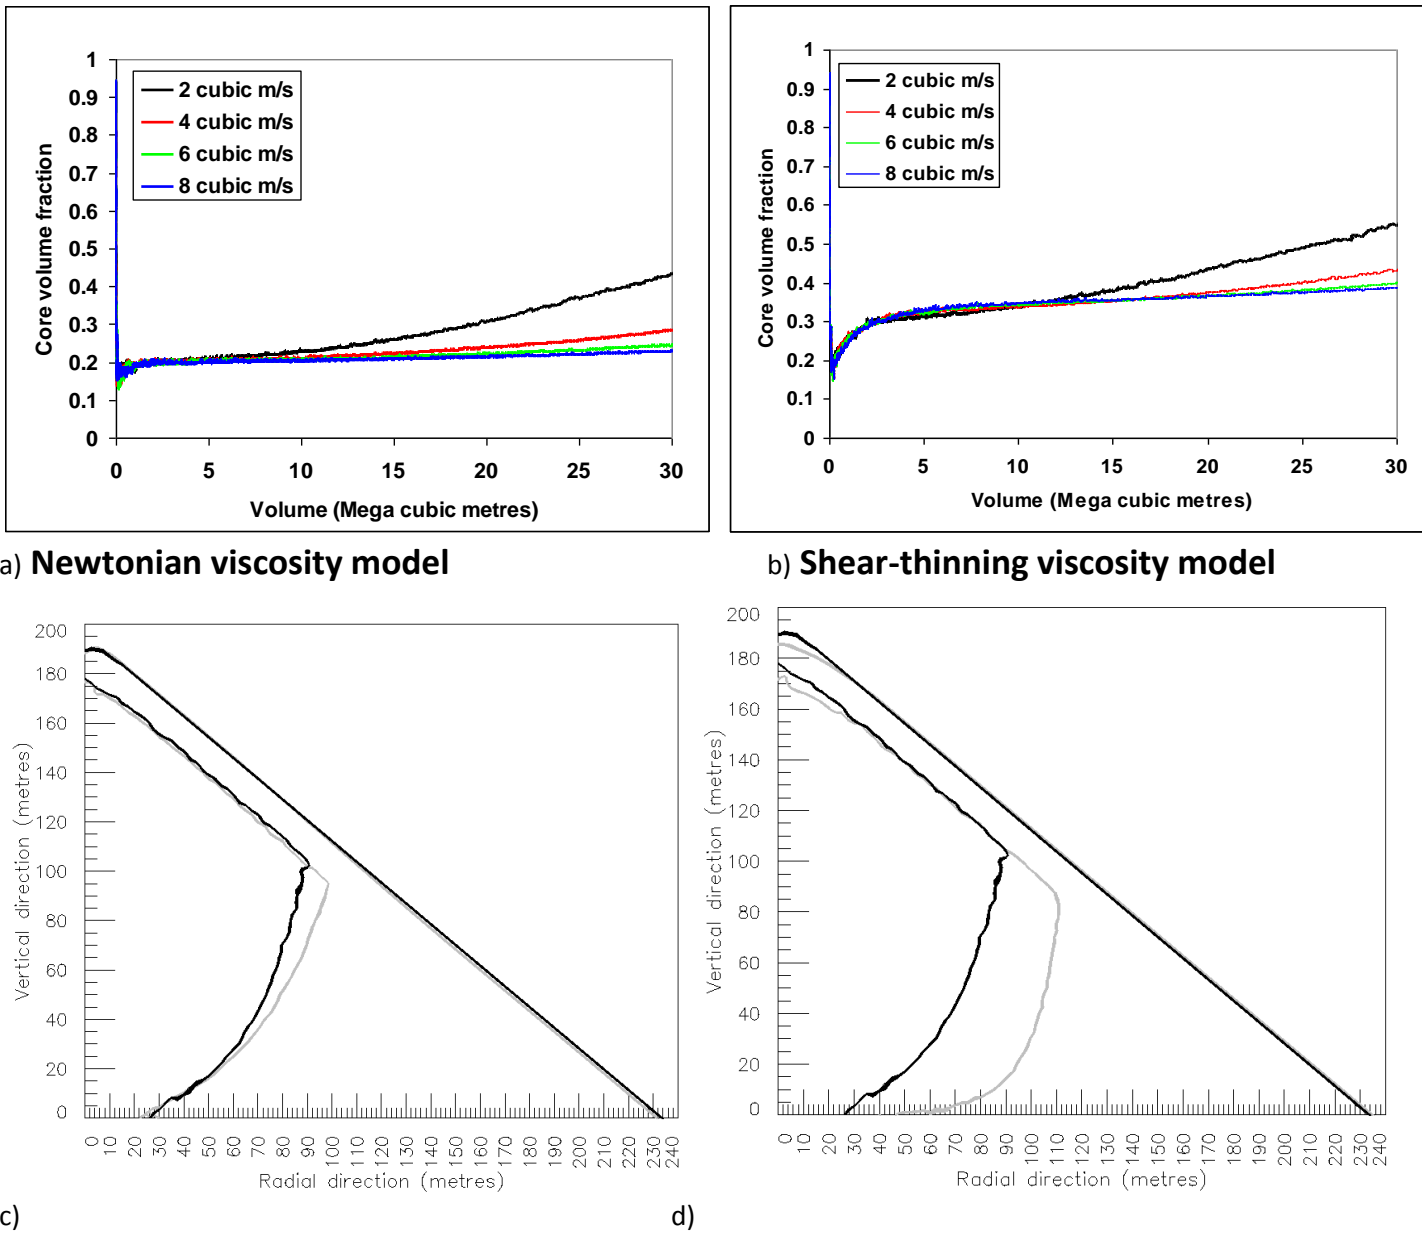 1
0.9
0.8
0.7
0.6
0.5
0.4
0.3
0.2
0.1
0
Core volume fraction
2 cubic m/s
4 cubic m/s
6 cubic m/s
8 cubic m/s
0 5 10 15 20 25 30
Volume (Mega cubic metres)
1
0.9
0.8
0.7
0.6
0.5
0.4
0.3
0.2
0.1
0
Core volume fraction
2 cubic m/s
4 cubic m/s
6 cubic m/s
8 cubic m/s
0 5 10 15 20 25 30
Volume (Mega cubic metres)
a) Newtonian viscosity model
b) Shear-thinning viscosity model
200
180
160
140
120
100
80
60
40
20
0
Vertical direction (metres)
0 10 20 30 40 50 60 70 80 90 100 110 120 130 140 150 160 170 180 190 200 210 220 230 240
Radial direction (metres)
200
180
160
140
120
100
80
60
40
20
0
Vertical direction (metres)
0 10 20 30 40 50 60 70 80 90 100 110 120 130 140 150 160 170 180 190 200 210 220 230 240
Radial direction (metres)
c)
d)